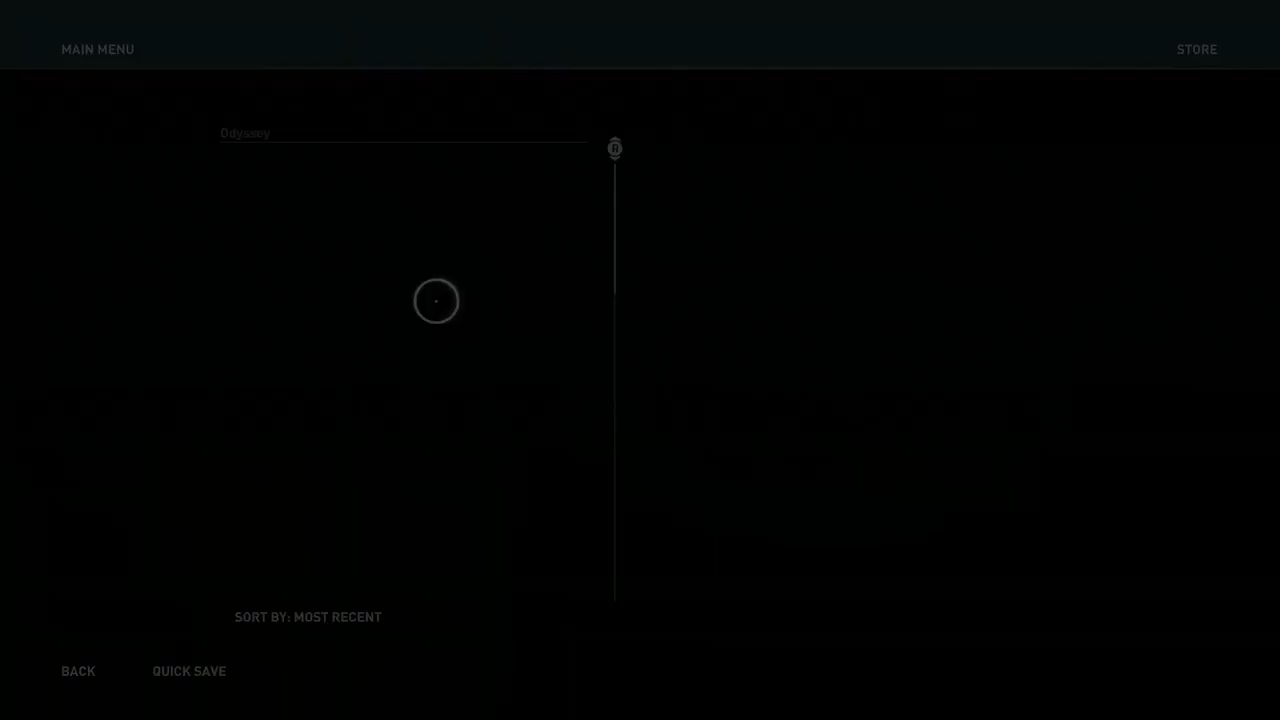 MAIN MENU
STORE
Odyssey
R
SORT BY: MOST RECENT
BACK
QUICK SAVE